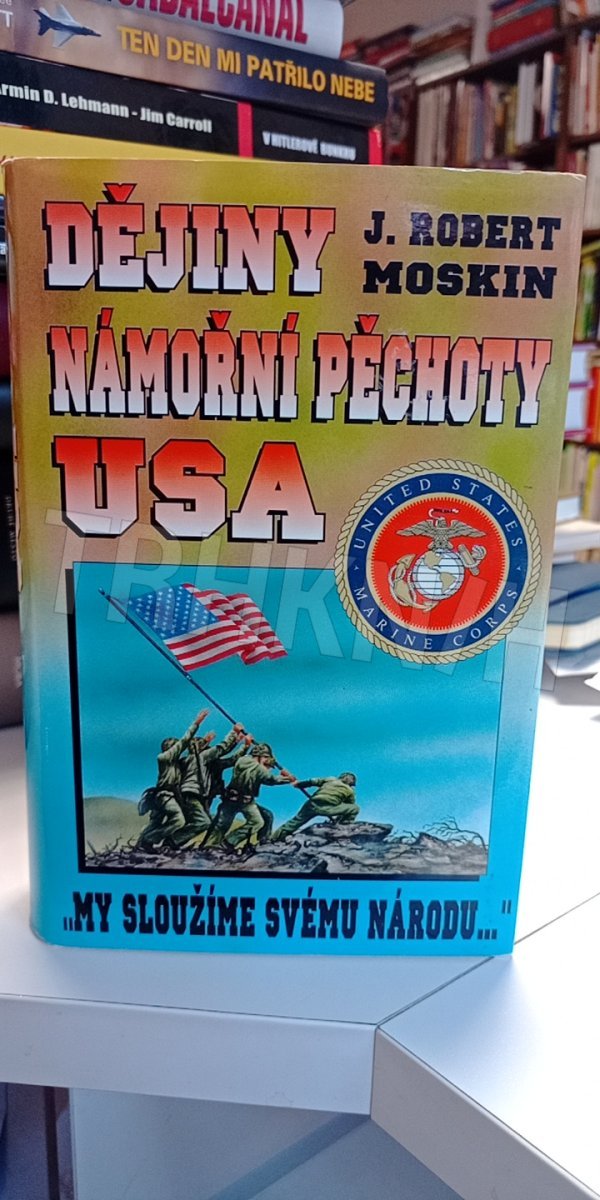 GUADALCANAL
TEN DEN MI PATŘILO NEBE
Armin D. Lehmann - Jim Carroll
V HITLEROVĚ BUNKRU
DĚJINY
J. ROBERT
MOSKIN
NÁMOŘNÍ PĚCHOTY
USA
UNITED STATES
MARINE CORPS
TRHKNIH
„MY SLOUŽÍME SVÉMU NÁRODU..."